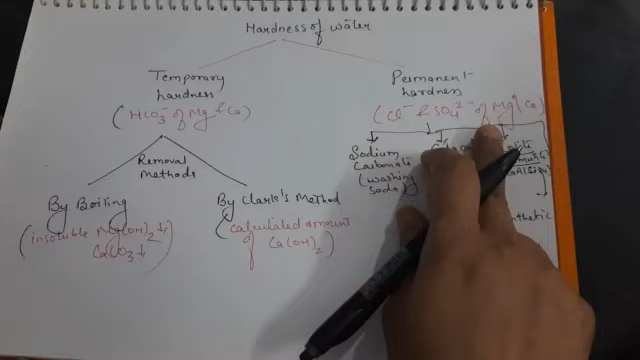 Hardness of water
Temporary
hardness
(HCO3⁻ of Mg & Ca)
Permanent
hardness
(Cl⁻ & SO4²⁻ of Mg/Ca)
Removal
Methods
By Boiling
(insoluble Mg(OH)2↓
CaCO3↓)
By Clark's Method
(calculated amount
of Ca(OH)2)
Sodium
Carbonate
(washing
soda)